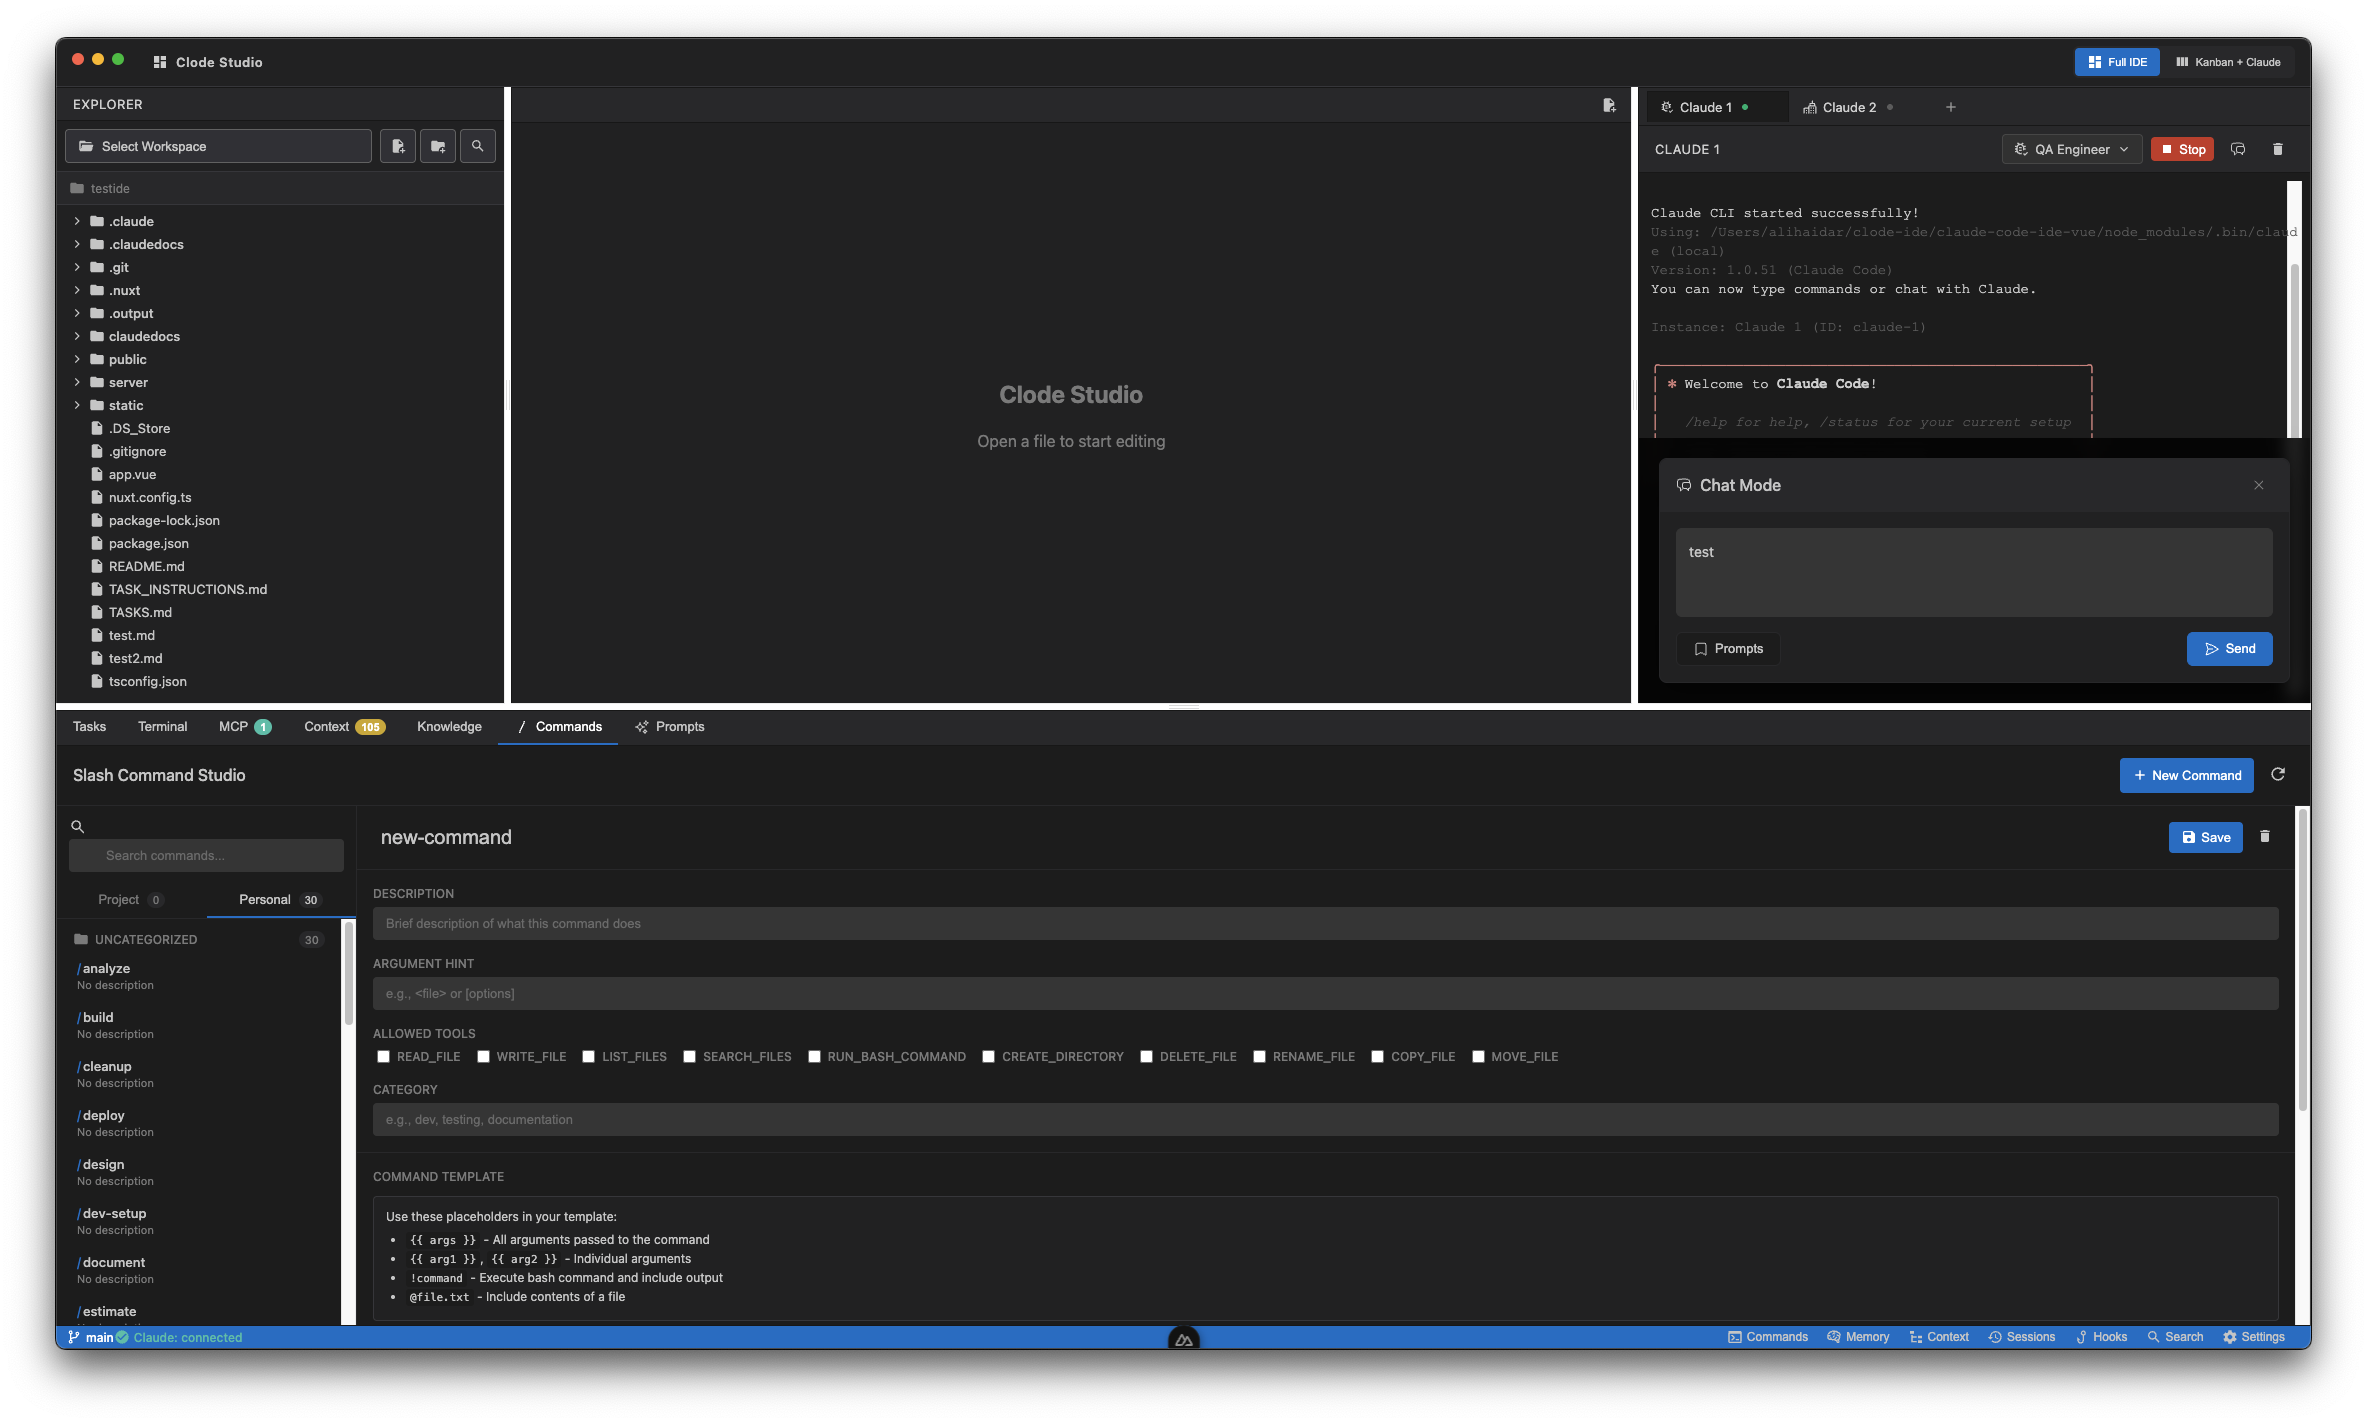 Clode Studio
Full IDE
Kanban + Claude
EXPLORER
Select Workspace
testide
.claude
.claudedocs
.git
.nuxt
.output
claudedocs
public
server
static
.DS_Store
.gitignore
app.vue
nuxt.config.ts
package-lock.json
package.json
README.md
TASK_INSTRUCTIONS.md
TASKS.md
test.md
test2.md
tsconfig.json
Clode Studio
Open a file to start editing
Claude 1
Claude 2
CLAUDE 1
QA Engineer
Stop
Claude CLI started successfully!
Using: /Users/alihaidar/clode-ide/claude-code-ide-vue/node_modules/.bin/claud
e (local)
Version: 1.0.51 (Claude Code)
You can now type commands or chat with Claude.
Instance: Claude 1 (ID: claude-1)
* Welcome to Claude Code!
/help for help, /status for your current setup
Chat Mode
test
Prompts
Send
Tasks
Terminal
MCP 1
Context 105
Knowledge
/ Commands
Prompts
Slash Command Studio
+ New Command
Search commands...
Project 0
Personal 30
UNCATEGORIZED 30
/analyze
No description
/build
No description
/cleanup
No description
/deploy
No description
/design
No description
/dev-setup
No description
/document
No description
/estimate
new-command
Save
DESCRIPTION
Brief description of what this command does
ARGUMENT HINT
e.g., <file> or [options]
ALLOWED TOOLS
READ_FILE WRITE_FILE LIST_FILES SEARCH_FILES RUN_BASH_COMMAND CREATE_DIRECTORY DELETE_FILE RENAME_FILE COPY_FILE MOVE_FILE
CATEGORY
e.g., dev, testing, documentation
COMMAND TEMPLATE
Use these placeholders in your template:
• {{ args }} - All arguments passed to the command
• {{ arg1 }}, {{ arg2 }} - Individual arguments
• !command - Execute bash command and include output
• @file.txt - Include contents of a file
main Claude: connected
Commands
Memory
Context
Sessions
Hooks
Search
Settings